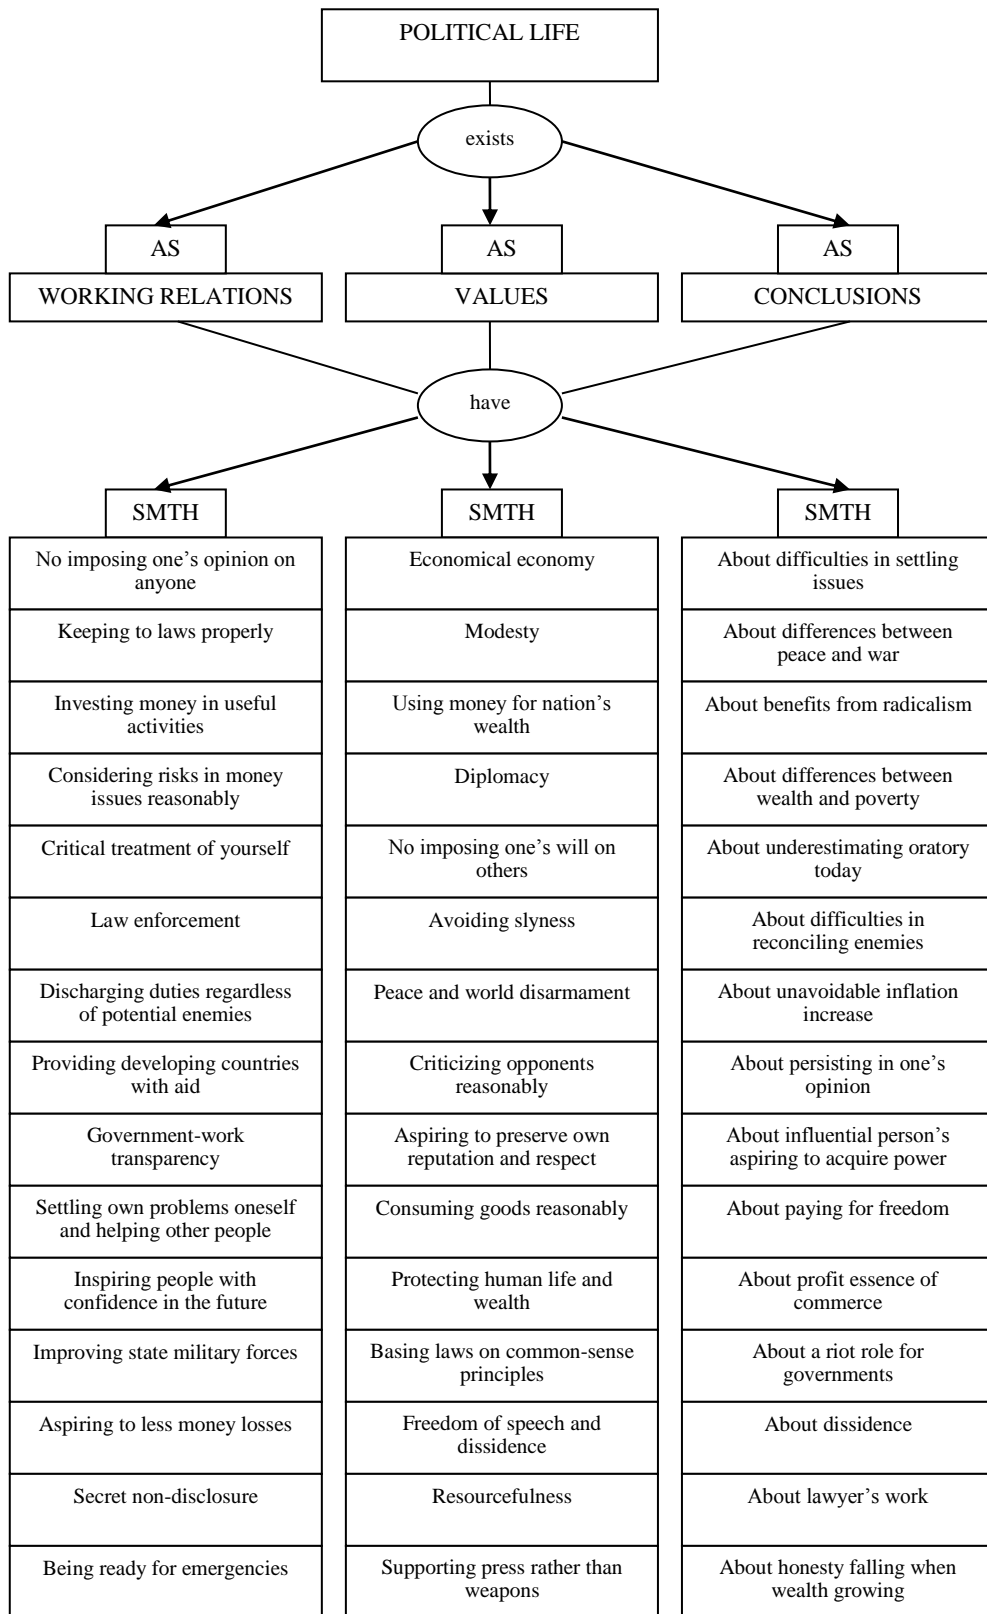 POLITICAL LIFE
exists
AS
AS
AS
WORKING RELATIONS
VALUES
CONCLUSIONS
have
SMTH
SMTH
SMTH
No imposing one’s opinion on
anyone
Economical economy
About difficulties in settling
issues
Keeping to laws properly
Modesty
About differences between
peace and war
Investing money in useful
activities
Using money for nation’s
wealth
About benefits from radicalism
Considering risks in money
issues reasonably
Diplomacy
About differences between
wealth and poverty
Critical treatment of yourself
No imposing one’s will on
others
About underestimating oratory
today
Law enforcement
Avoiding slyness
About difficulties in
reconciling enemies
Discharging duties regardless
of potential enemies
Peace and world disarmament
About unavoidable inflation
increase
Providing developing countries
with aid
Criticizing opponents
reasonably
About persisting in one’s
opinion
Government-work
transparency
Aspiring to preserve own
reputation and respect
About influential person’s
aspiring to acquire power
Settling own problems oneself
and helping other people
Consuming goods reasonably
About paying for freedom
Inspiring people with
confidence in the future
Protecting human life and
wealth
About profit essence of
commerce
Improving state military forces
Basing laws on common-sense
principles
About a riot role for
governments
Aspiring to less money losses
Freedom of speech and
dissidence
About dissidence
Secret non-disclosure
Resourcefulness
About lawyer’s work
Being ready for emergencies
Supporting press rather than
weapons
About honesty falling when
wealth growing